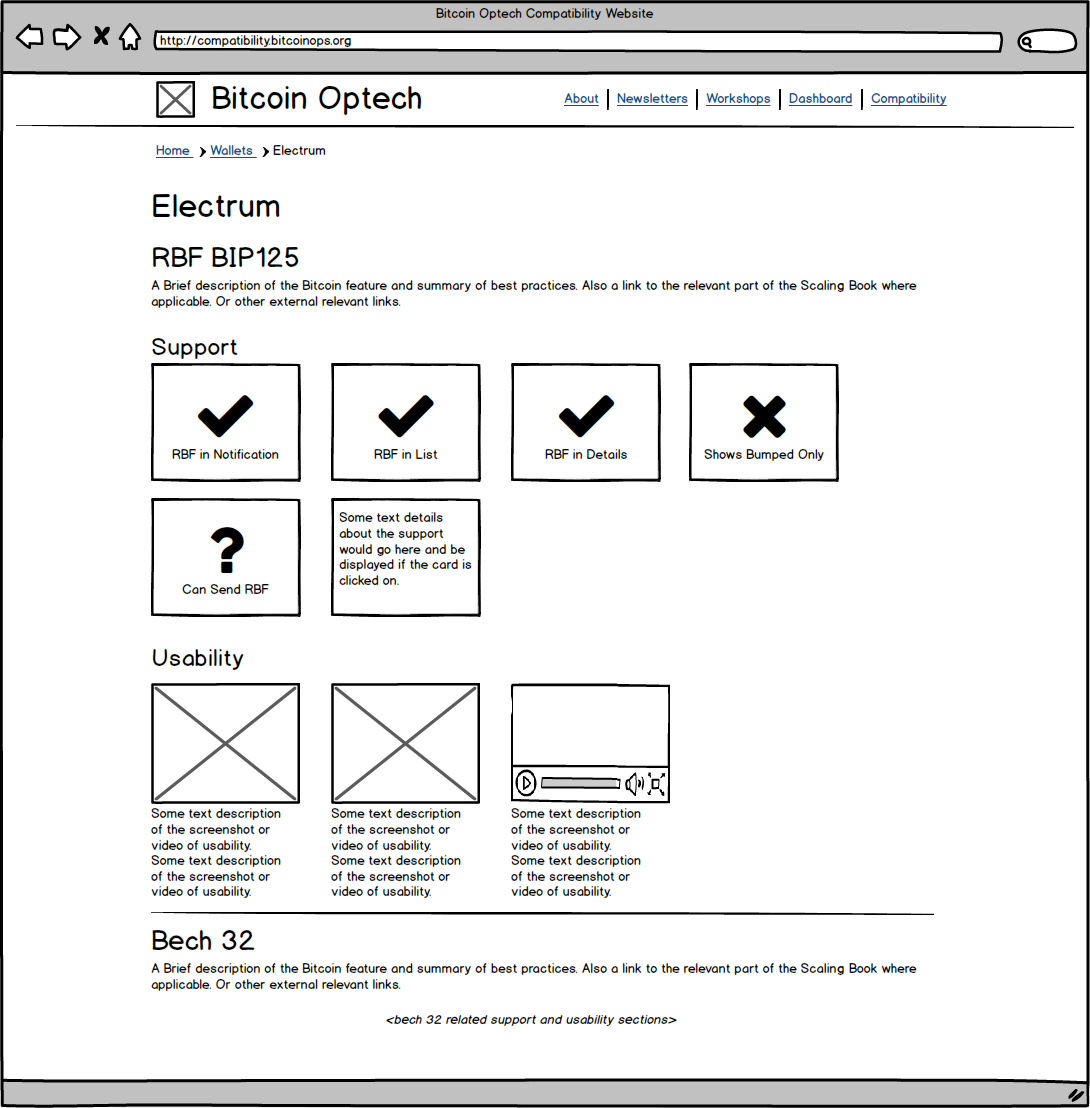 Bitcoin Optech Compatibility Website
http://compatibility.bitcoinops.org
Bitcoin Optech
About | Newsletters | Workshops | Dashboard | Compatibility
Home > Wallets > Electrum
Electrum
RBF BIP125
A Brief description of the Bitcoin feature and summary of best practices. Also a link to the relevant part of the Scaling Book where
applicable. Or other external relevant links.
Support
RBF in Notification
RBF in List
RBF in Details
Shows Bumped Only
?
Can Send RBF
Some text details
about the support
would go here and be
displayed if the card is
clicked on.
Usability
Some text description
of the screenshot or
video of usability.
Some text description
of the screenshot or
video of usability.
Some text description
of the screenshot or
video of usability.
Some text description
of the screenshot or
video of usability.
Some text description
of the screenshot or
video of usability.
Some text description
of the screenshot or
video of usability.
Bech 32
A Brief description of the Bitcoin feature and summary of best practices. Also a link to the relevant part of the Scaling Book where
applicable. Or other external relevant links.
<bech 32 related support and usability sections>